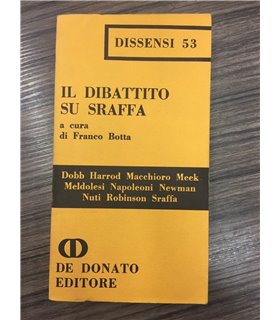 DISSENSI 53
IL DIBATTITO
SU SRAFFA
a cura
di Franco Botta
Dobb Harrod Macchioro Meek
Meldolesi Napoleoni Newman
Nuti Robinson Sraffa
DE DONATO
EDITORE